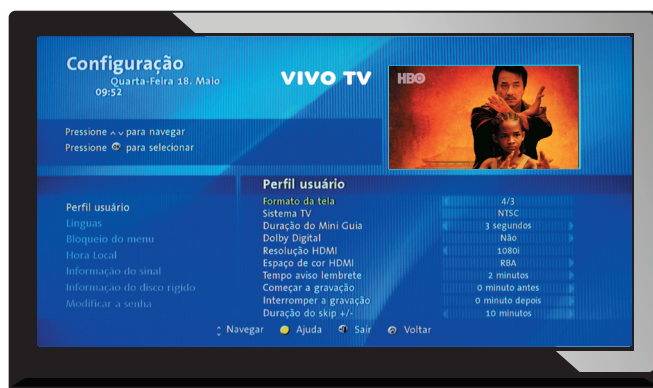 Configuração
Quarta-Feira 18. Maio
09:52
VIVO TV
HBO
Pressione para navegar
Pressione OK para selecionar
Perfil usuário
Perfil usuário
Línguas
Bloqueio do menu
Hora Local
Informação do sinal
Informação do disco rígido
Modificar a senha
Formato da tela 4/3
Sistema TV NTSC
Duração do Mini Guia 3 segundos
Dolby Digital Não
Resolução HDMI 1080i
Espaço de cor HDMI RBA
Tempo aviso lembrete 2 minutos
Começar a gravação 0 minuto antes
Interromper a gravação 0 minuto depois
Duração do skip +/- 10 minutos
Navegar Ajuda Sair Voltar